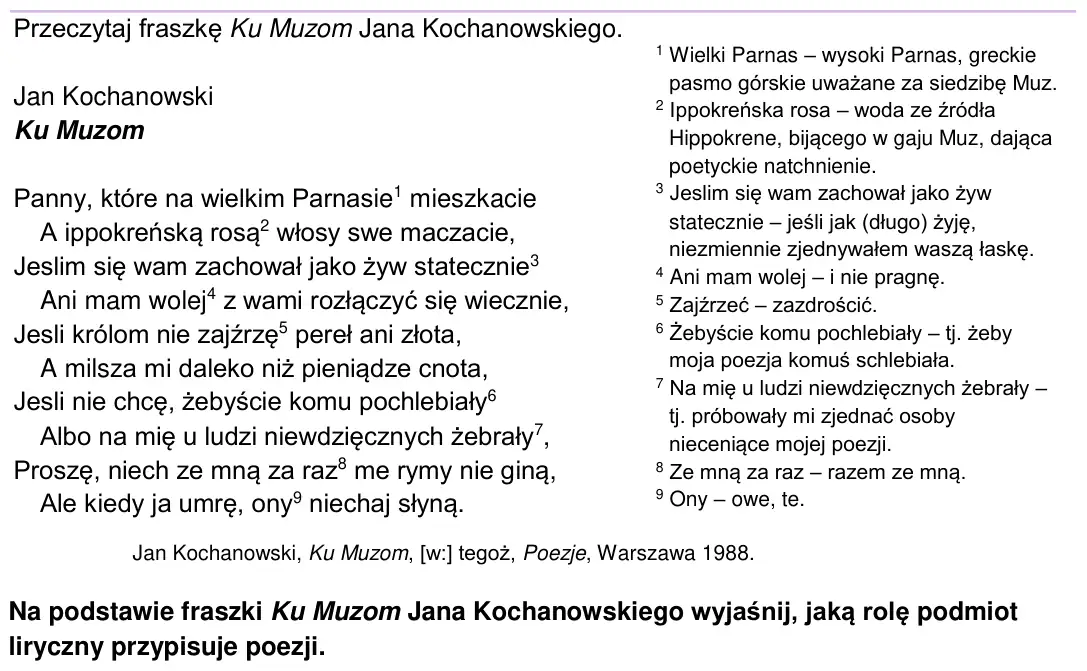 Przeczytaj fraszkę Ku Muzom Jana Kochanowskiego.
Jan Kochanowski
Ku Muzom
Panny, które na wielkim Parnasie¹ mieszkacie
A ippokreńską rosą² włosy swe maczacie,
Jeslim się wam zachował jako żyw statecznie³
Ani mam wolej⁴ z wami rozłączyć się wiecznie,
Jesli królom nie zajźrzę⁵ pereł ani złota,
A milsza mi daleko niż pieniądze cnota,
Jesli nie chcę, żebyście komu pochlebiały⁶
Albo na mię u ludzi niewdzięcznych żebrały⁷,
Proszę, niech ze mną za raz⁸ me rymy nie giną,
Ale kiedy ja umrę, ony⁹ niechaj słyną.
¹ Wielki Parnas – wysoki Parnas, greckie
pasmo górskie uważane za siedzibę Muz.
² Ippokreńska rosa – woda ze źródła
Hippokrene, bijącego w gaju Muz, dająca
poetyckie natchnienie.
³ Jeslim się wam zachował jako żyw
statecznie – jeśli jak (długo) żyję,
niezmiennie zjednywałem waszą łaskę.
⁴ Ani mam wolej – i nie pragnę.
⁵ Zajźrzeć – zazdrościć.
⁶ Żebyście komu pochlebiały – tj. żeby
moja poezja komuś schlebiała.
⁷ Na mię u ludzi niewdzięcznych żebrały –
tj. próbowały mi zjednać osoby
nieceniące mojej poezji.
⁸ Ze mną za raz – razem ze mną.
⁹ Ony – owe, te.
Jan Kochanowski, Ku Muzom, [w:] tegoż, Poezje, Warszawa 1988.
Na podstawie fraszki Ku Muzom Jana Kochanowskiego wyjaśnij, jaką rolę podmiot
liryczny przypisuje poezji.